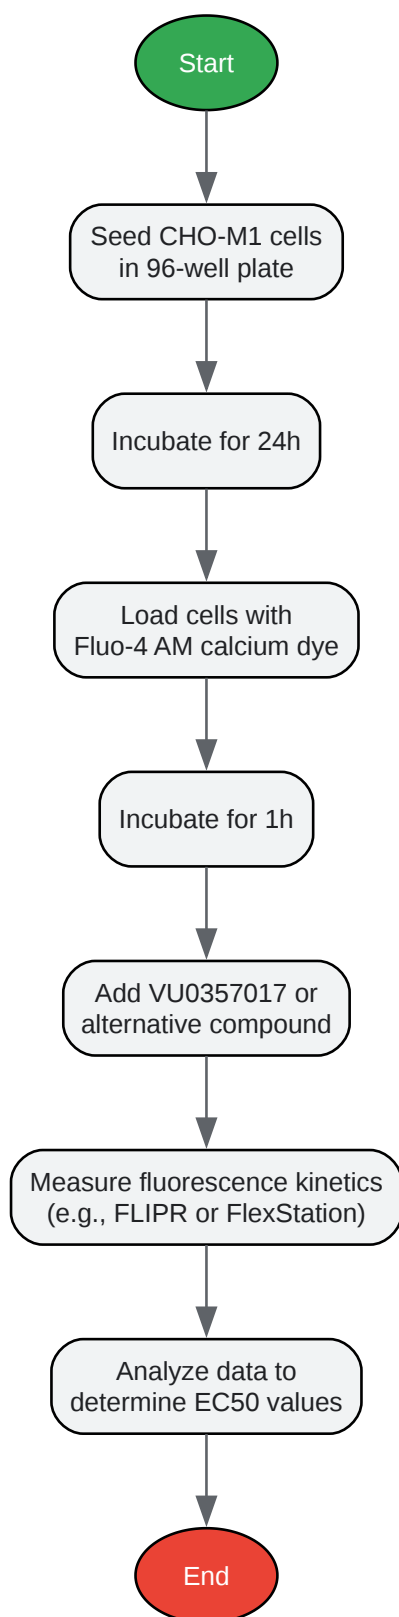 Start
Seed CHO-M1 cells
in 96-well plate
Incubate for 24h
Load cells with
Fluo-4 AM calcium dye
Incubate for 1h
Add VU0357017 or
alternative compound
Measure fluorescence kinetics
(e.g., FLIPR or FlexStation)
Analyze data to
determine EC50 values
End